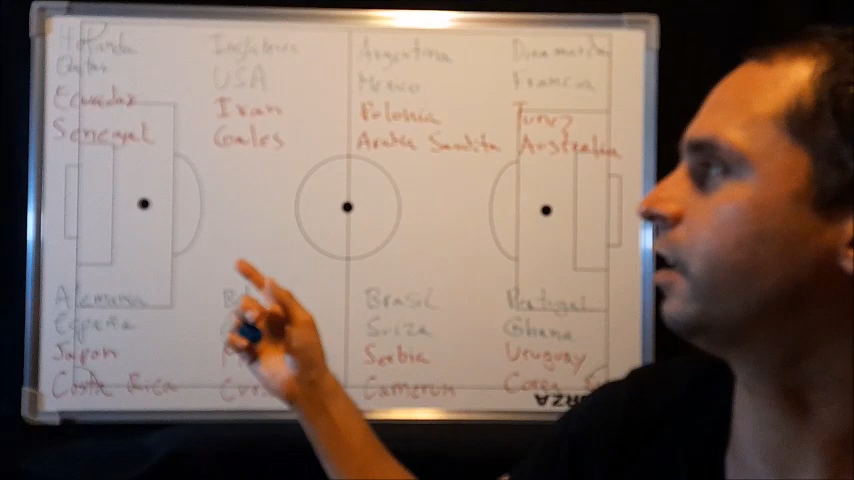 Holanda
Qatar
Ecuador
Senegal
Inglaterra
USA
Iran
Gales
Argentina
Mexico
Polonia
Arabia Saudita
Dinamarca
Francia
Tunez
Australia
Alemania
España
Japon
Costa Rica
Brasil
Suiza
Serbia
Camerun
Portugal
Ghana
Uruguay
Corea